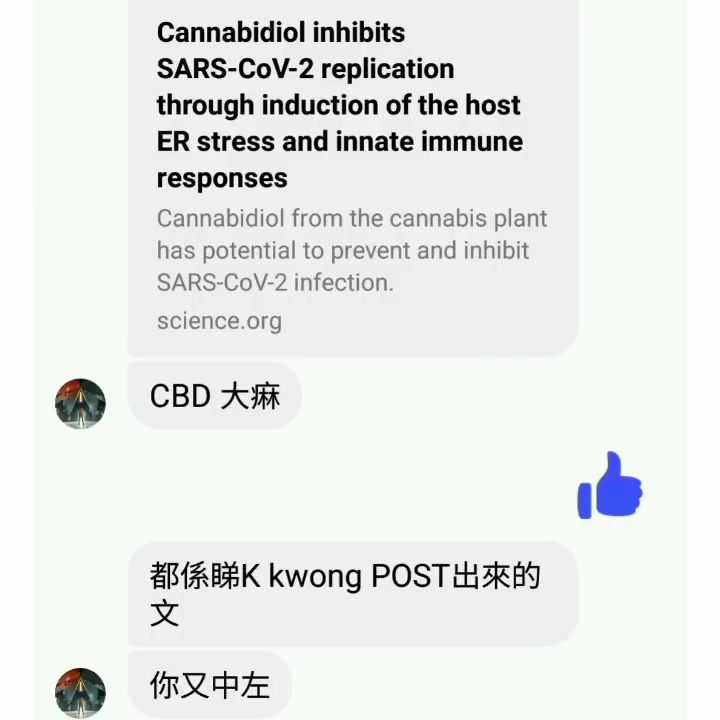 Cannabidiol inhibits
SARS-CoV-2 replication
through induction of the host
ER stress and innate immune
responses
Cannabidiol from the cannabis plant
has potential to prevent and inhibit
SARS-CoV-2 infection.
science.org
CBD 大痳
都係睇K kwong POST出來的
文
你又中左